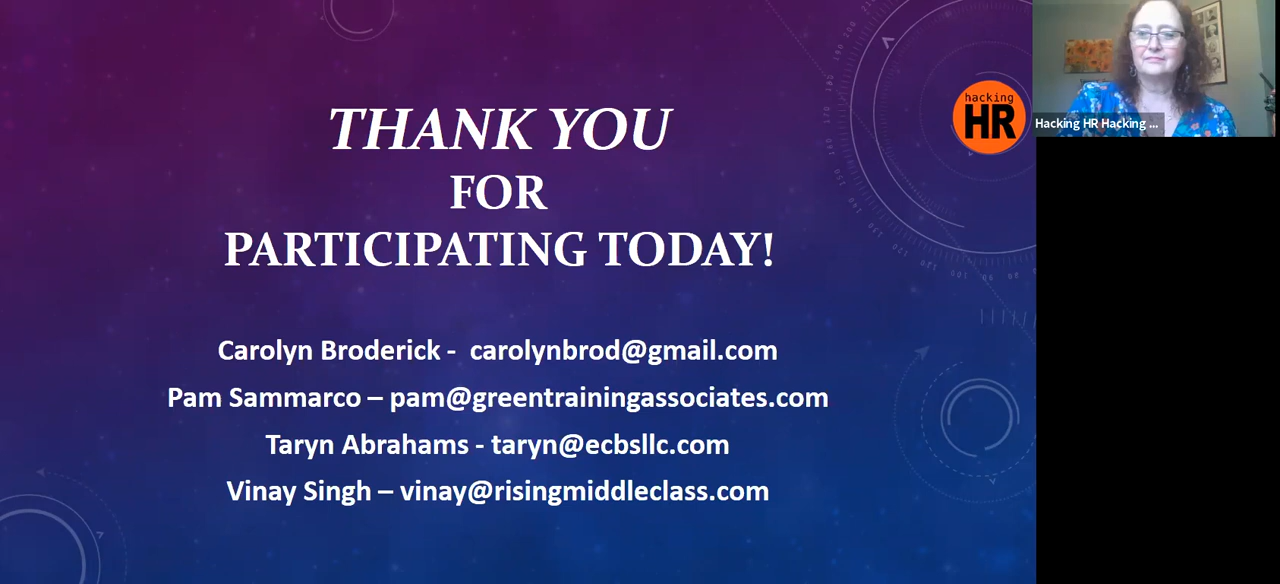 THANK YOU
FOR
PARTICIPATING TODAY!
hacking
HR
Hacking HR Hacking ...
Carolyn Broderick - carolynbrod@gmail.com
Pam Sammarco – pam@greentrainingassociates.com
Taryn Abrahams - taryn@ecbsllc.com
Vinay Singh – vinay@risingmiddleclass.com